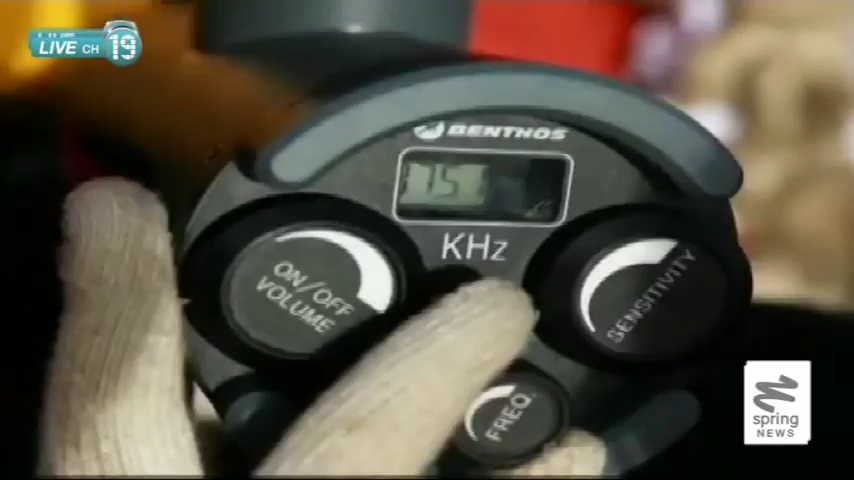 LIVE CH 19
BENTHOS
KHz
ON/OFF
VOLUME
SENSITIVITY
FREQ.
spring
NEWS